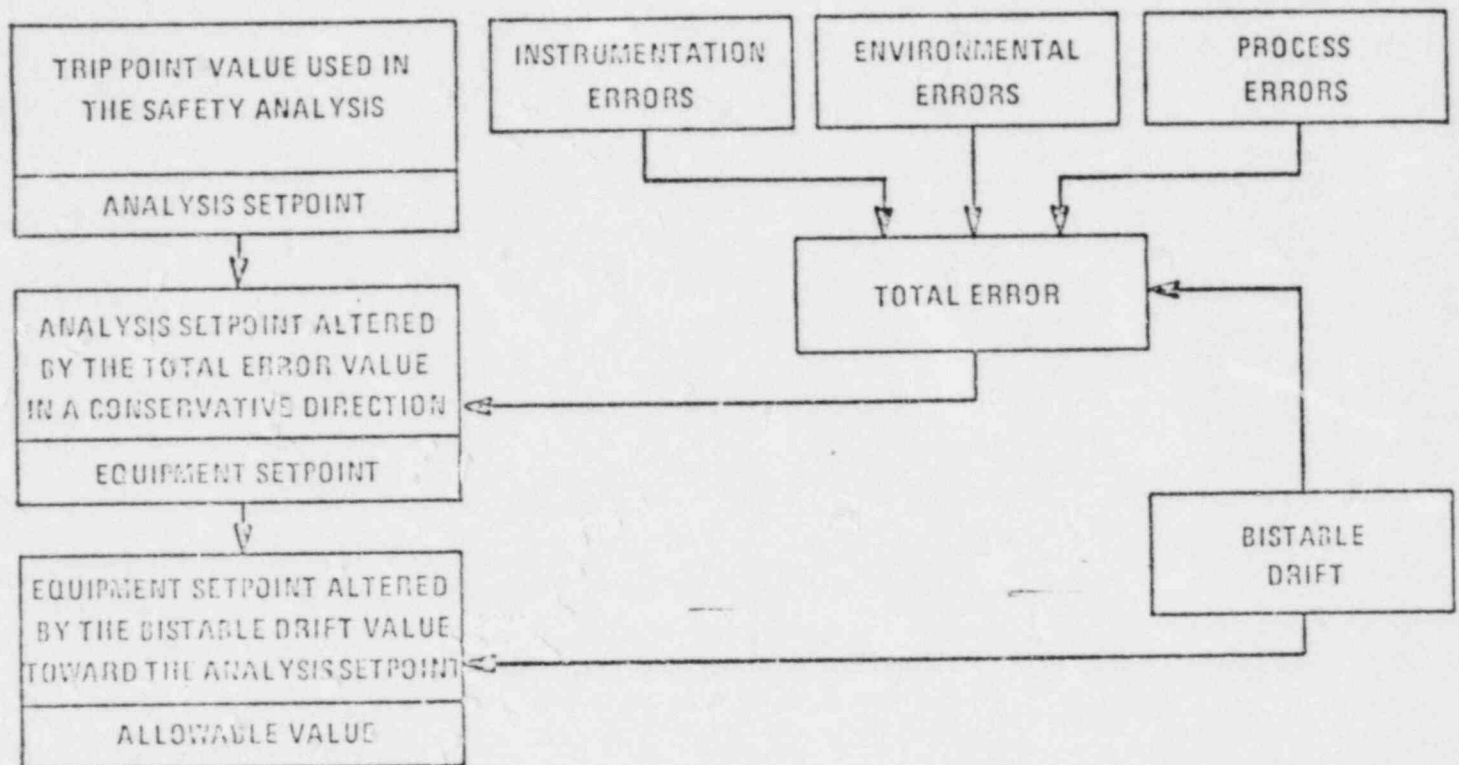 TRIP POINT VALUE USED IN
THE SAFETY ANALYSIS
ANALYSIS SETPOINT
INSTRUMENTATION
ERRORS
ENVIRONMENTAL
ERRORS
PROCESS
ERRORS
TOTAL ERROR
ANALYSIS SETPOINT ALTERED
BY THE TOTAL ERROR VALUE
IN A CONSERVATIVE DIRECTION
EQUIPMENT SETPOINT
BISTABLE
DRIFT
EQUIPMENT SETPOINT ALTERED
BY THE BISTABLE DRIFT VALUE
TOWARD THE ANALYSIS SETPOINT
ALLOWABLE VALUE